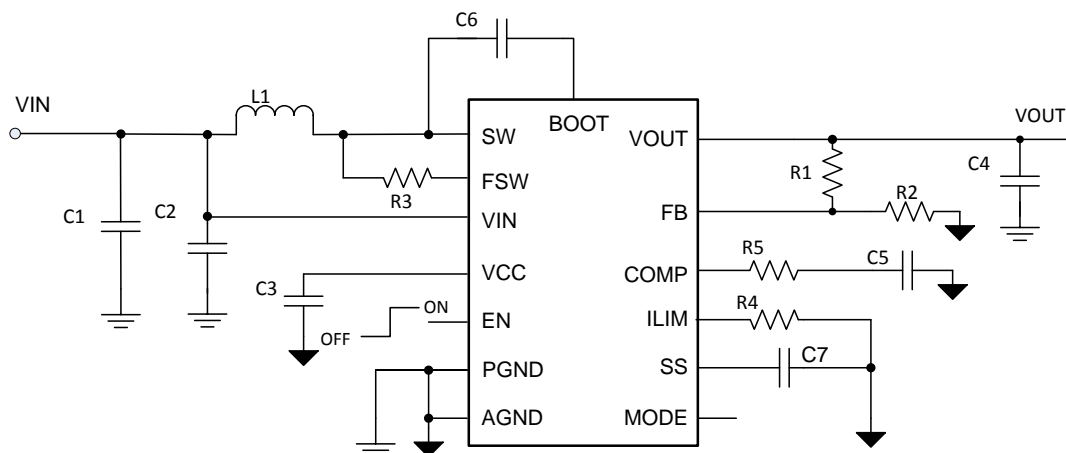 C6
VIN
L1
BOOT
SW
VOUT
VOUT
R1
C4
FSW
R3
C1
C2
VIN
FB
R2
VCC
COMP
R5
C5
C3
ON
EN
OFF
ILIM
R4
PGND
SS
C7
AGND
MODE